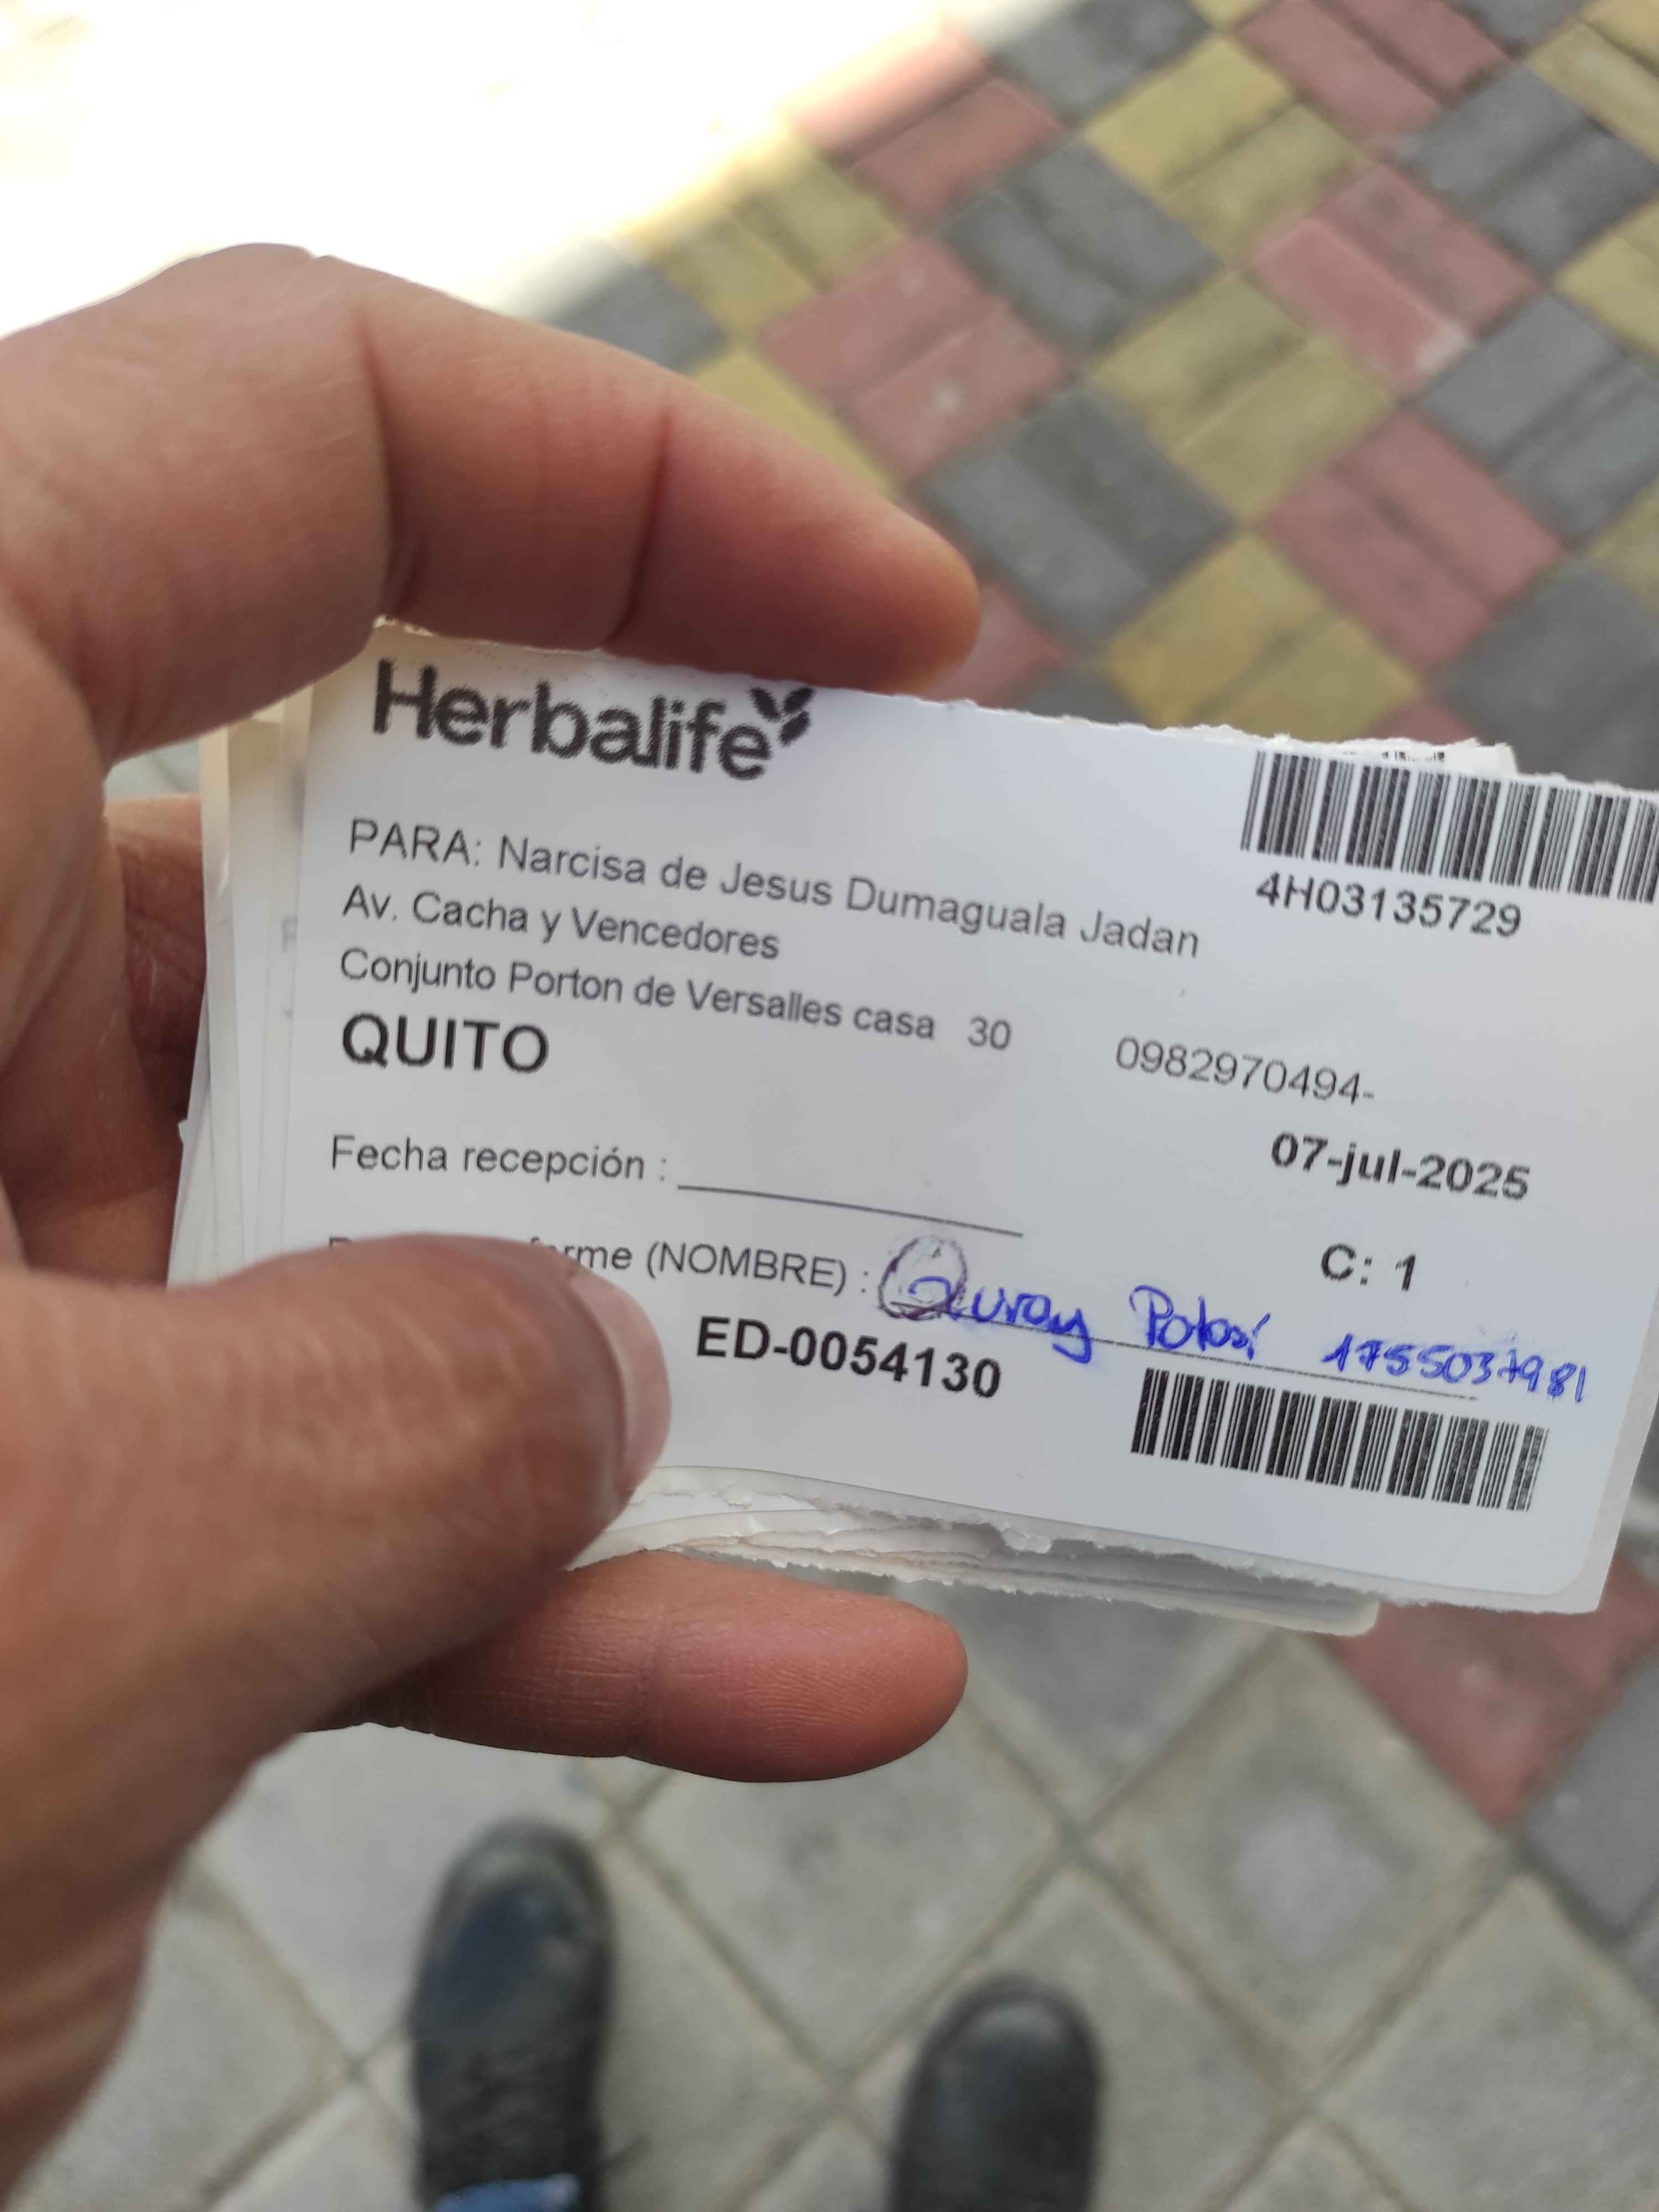 Herbalife
4H03135729
PARA: Narcisa de Jesus Dumaguala Jadan
Av. Cacha y Vencedores
Conjunto Porton de Versalles casa 30 0982970494-
QUITO
07-jul-2025
Fecha recepción :
C: 1
(NOMBRE) : 1755037981
ED-0054130